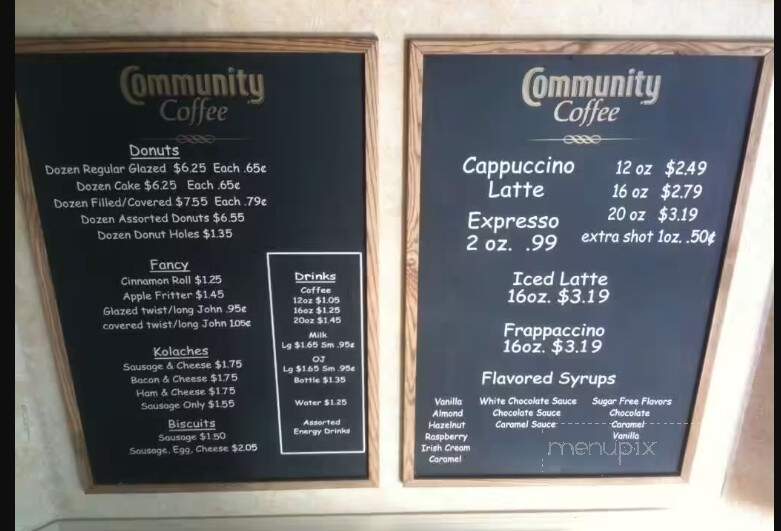 Community
Coffee
Donuts
Dozen Regular Glazed $6.25 Each .65¢
Dozen Cake $6.25 Each .65¢
Dozen Filled/Covered $7.55 Each .79¢
Dozen Assorted Donuts $6.55
Dozen Donut Holes $1.35
Fancy
Cinnamon Roll $1.25
Apple Fritter $1.45
Glazed twist/long John .95¢
covered twist/long John 1.05¢
Kolaches
Sausage & Cheese $1.75
Bacon & Cheese $1.75
Ham & Cheese $1.75
Sausage Only $1.55
Biscuits
Sausage $1.50
Sausage, Egg, Cheese $2.05
Drinks
Coffee
12oz $1.05
16oz $1.25
20oz $1.45
Milk
Lg $1.65 Sm .95¢
OJ
Lg $1.65 Sm .95¢
Bottle $1.35
Water $1.25
Assorted
Energy Drinks
Community
Coffee
Cappuccino
Latte
12 oz $2.49
16 oz $2.79
20 oz $3.19
extra shot 1oz. .50¢
Expresso
2 oz. .99
Iced Latte
16oz. $3.19
Frappaccino
16oz. $3.19
Flavored Syrups
Vanilla
Almond
Hazelnut
Raspberry
Irish Cream
Caramel
White Chocolate Sauce
Chocolate Sauce
Caramel Sauce
Sugar Free Flavors
Chocolate
Caramel
Vanilla
menupix